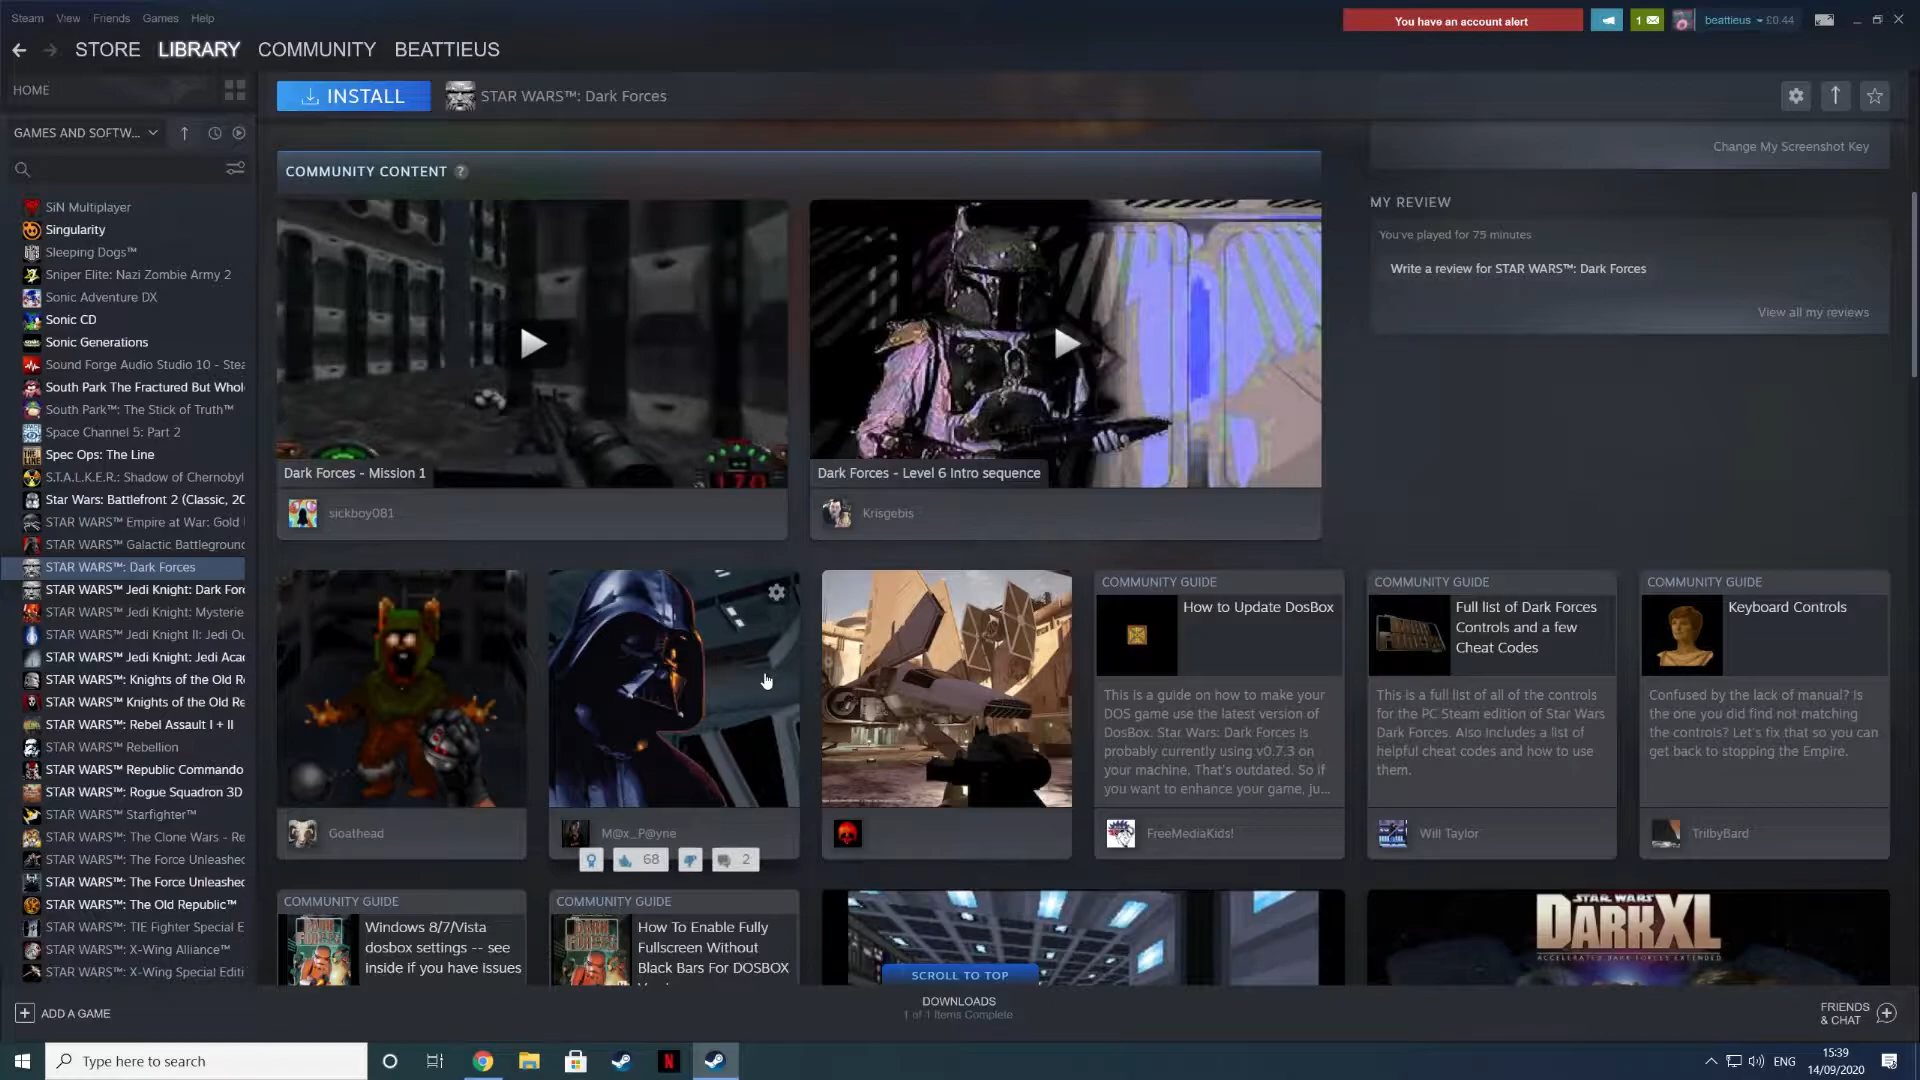 Steam View Friends Games Help
You have an account alert
1
beattieus £0.44
STORE LIBRARY COMMUNITY BEATTIEUS
HOME
INSTALL
STAR WARS™: Dark Forces
GAMES AND SOFTW...
Change My Screenshot Key
COMMUNITY CONTENT ?
MY REVIEW
You've played for 75 minutes
Write a review for STAR WARS™: Dark Forces
View all my reviews
SiN Multiplayer
Singularity
Sleeping Dogs™
Sniper Elite: Nazi Zombie Army 2
Sonic Adventure DX
Sonic CD
Sonic Generations
Sound Forge Audio Studio 10 - Stea
South Park The Fractured But Whol
South Park™: The Stick of Truth™
Space Channel 5: Part 2
Spec Ops: The Line
S.T.A.L.K.E.R.: Shadow of Chernobyl
Star Wars: Battlefront 2 (Classic, 20
STAR WARS™ Empire at War: Gold
STAR WARS™ Galactic Battleground
STAR WARS™: Dark Forces
STAR WARS™ Jedi Knight: Dark Forc
STAR WARS™ Jedi Knight: Mysterie
STAR WARS™ Jedi Knight II: Jedi Ou
STAR WARS™ Jedi Knight: Jedi Aca
STAR WARS™: Knights of the Old R
STAR WARS™ Knights of the Old Re
STAR WARS™: Rebel Assault I + II
STAR WARS™ Rebellion
STAR WARS™ Republic Commando
STAR WARS™: Rogue Squadron 3D
STAR WARS™ Starfighter™
STAR WARS™: The Clone Wars - Re
STAR WARS™: The Force Unleashed
STAR WARS™: The Force Unleashed
STAR WARS™: The Old Republic™
STAR WARS™: TIE Fighter Special E
STAR WARS™: X-Wing Alliance™
STAR WARS™: X-Wing Special Editi
170
Dark Forces - Mission 1
sickboy081
Dark Forces - Level 6 Intro sequence
Krisgebis
Goathead
M@x_P@yne
68
2
COMMUNITY GUIDE
How to Update DosBox
This is a guide on how to make your
DOS game use the latest version of
DosBox. Star Wars: Dark Forces is
probably currently using v0.7.3 on
your machine. That's outdated. So if
you want to enhance your game, ju...
FreeMediaKids!
COMMUNITY GUIDE
Full list of Dark Forces
Controls and a few
Cheat Codes
This is a full list of all of the controls
for the PC Steam edition of Star Wars
Dark Forces. Also includes a list of
helpful cheat codes and how to use
them.
Will Taylor
COMMUNITY GUIDE
Keyboard Controls
Confused by the lack of manual? Is
the one you did find not matching
the controls? Let's fix that so you can
get back to stopping the Empire.
TrilbyBard
COMMUNITY GUIDE
DARK FORCES
Windows 8/7/Vista
dosbox settings -- see
inside if you have issues
COMMUNITY GUIDE
DARK FORCES
How To Enable Fully
Fullscreen Without
Black Bars For DOSBOX
SCROLL TO TOP
STAR WARS
DARKXL
ACCELERATED DARK FORCES EXTENDED
ADD A GAME
DOWNLOADS
1 of 1 Items Complete
FRIENDS
& CHAT
Type here to search
N
ENG
15:39
14/09/2020